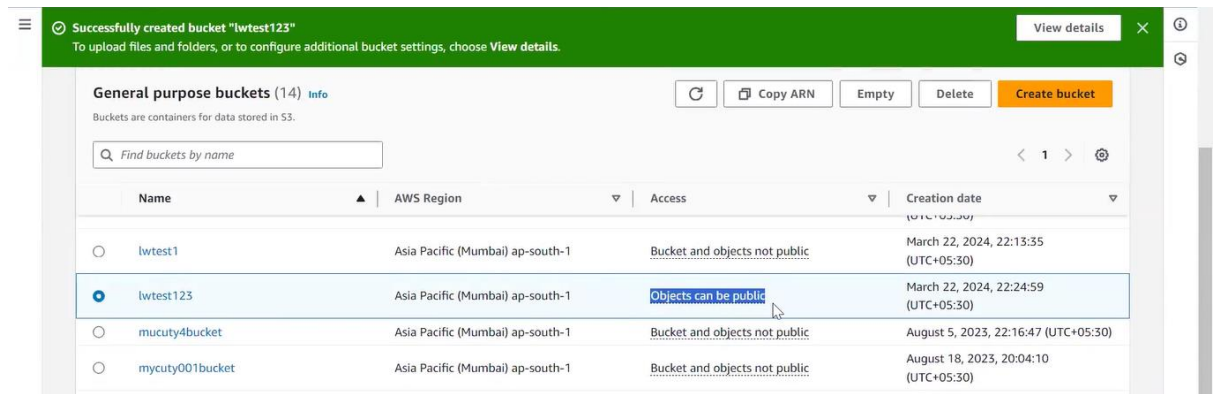 Successfully created bucket "lwtest123"
To upload files and folders, or to configure additional bucket settings, choose View details.
View details
General purpose buckets (14) Info
Buckets are containers for data stored in S3.
Copy ARN Empty Delete Create bucket
Find buckets by name
1
Name AWS Region Access Creation date
(UTC+05:30)
lwtest1 Asia Pacific (Mumbai) ap-south-1 Bucket and objects not public March 22, 2024, 22:13:35
(UTC+05:30)
lwtest123 Asia Pacific (Mumbai) ap-south-1 Objects can be public March 22, 2024, 22:24:59
(UTC+05:30)
mucuty4bucket Asia Pacific (Mumbai) ap-south-1 Bucket and objects not public August 5, 2023, 22:16:47 (UTC+05:30)
mycuty001bucket Asia Pacific (Mumbai) ap-south-1 Bucket and objects not public August 18, 2023, 20:04:10
(UTC+05:30)